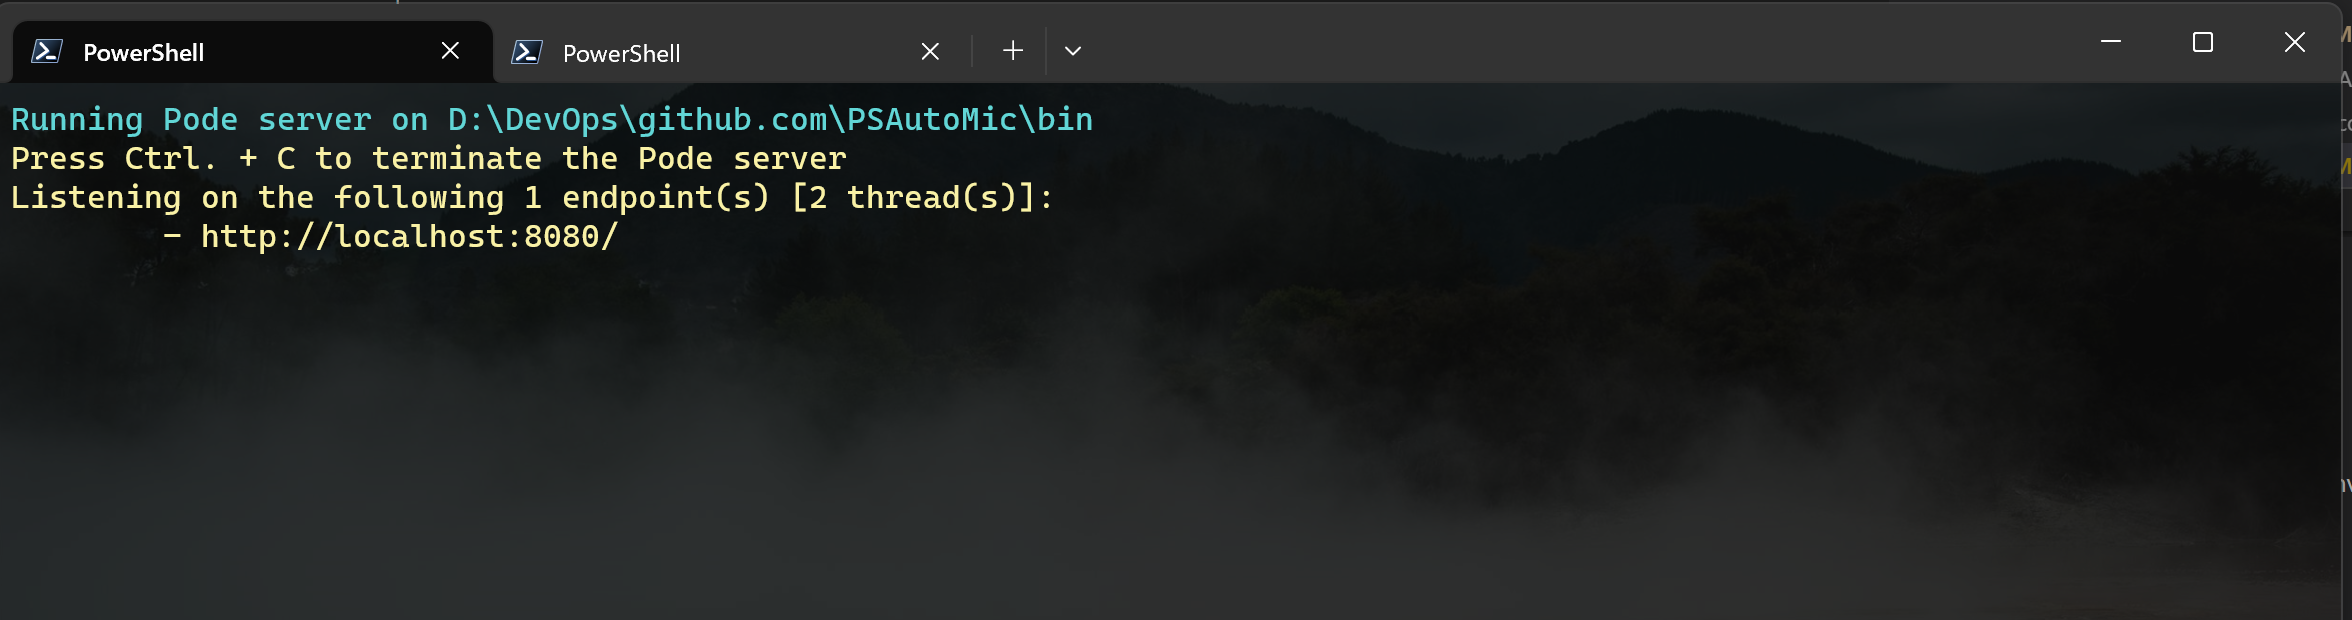 PowerShell
PowerShell
Running Pode server on D:\DevOps\github.com\PSAutoMic\bin
Press Ctrl. + C to terminate the Pode server
Listening on the following 1 endpoint(s) [2 thread(s)]:
- http://localhost:8080/